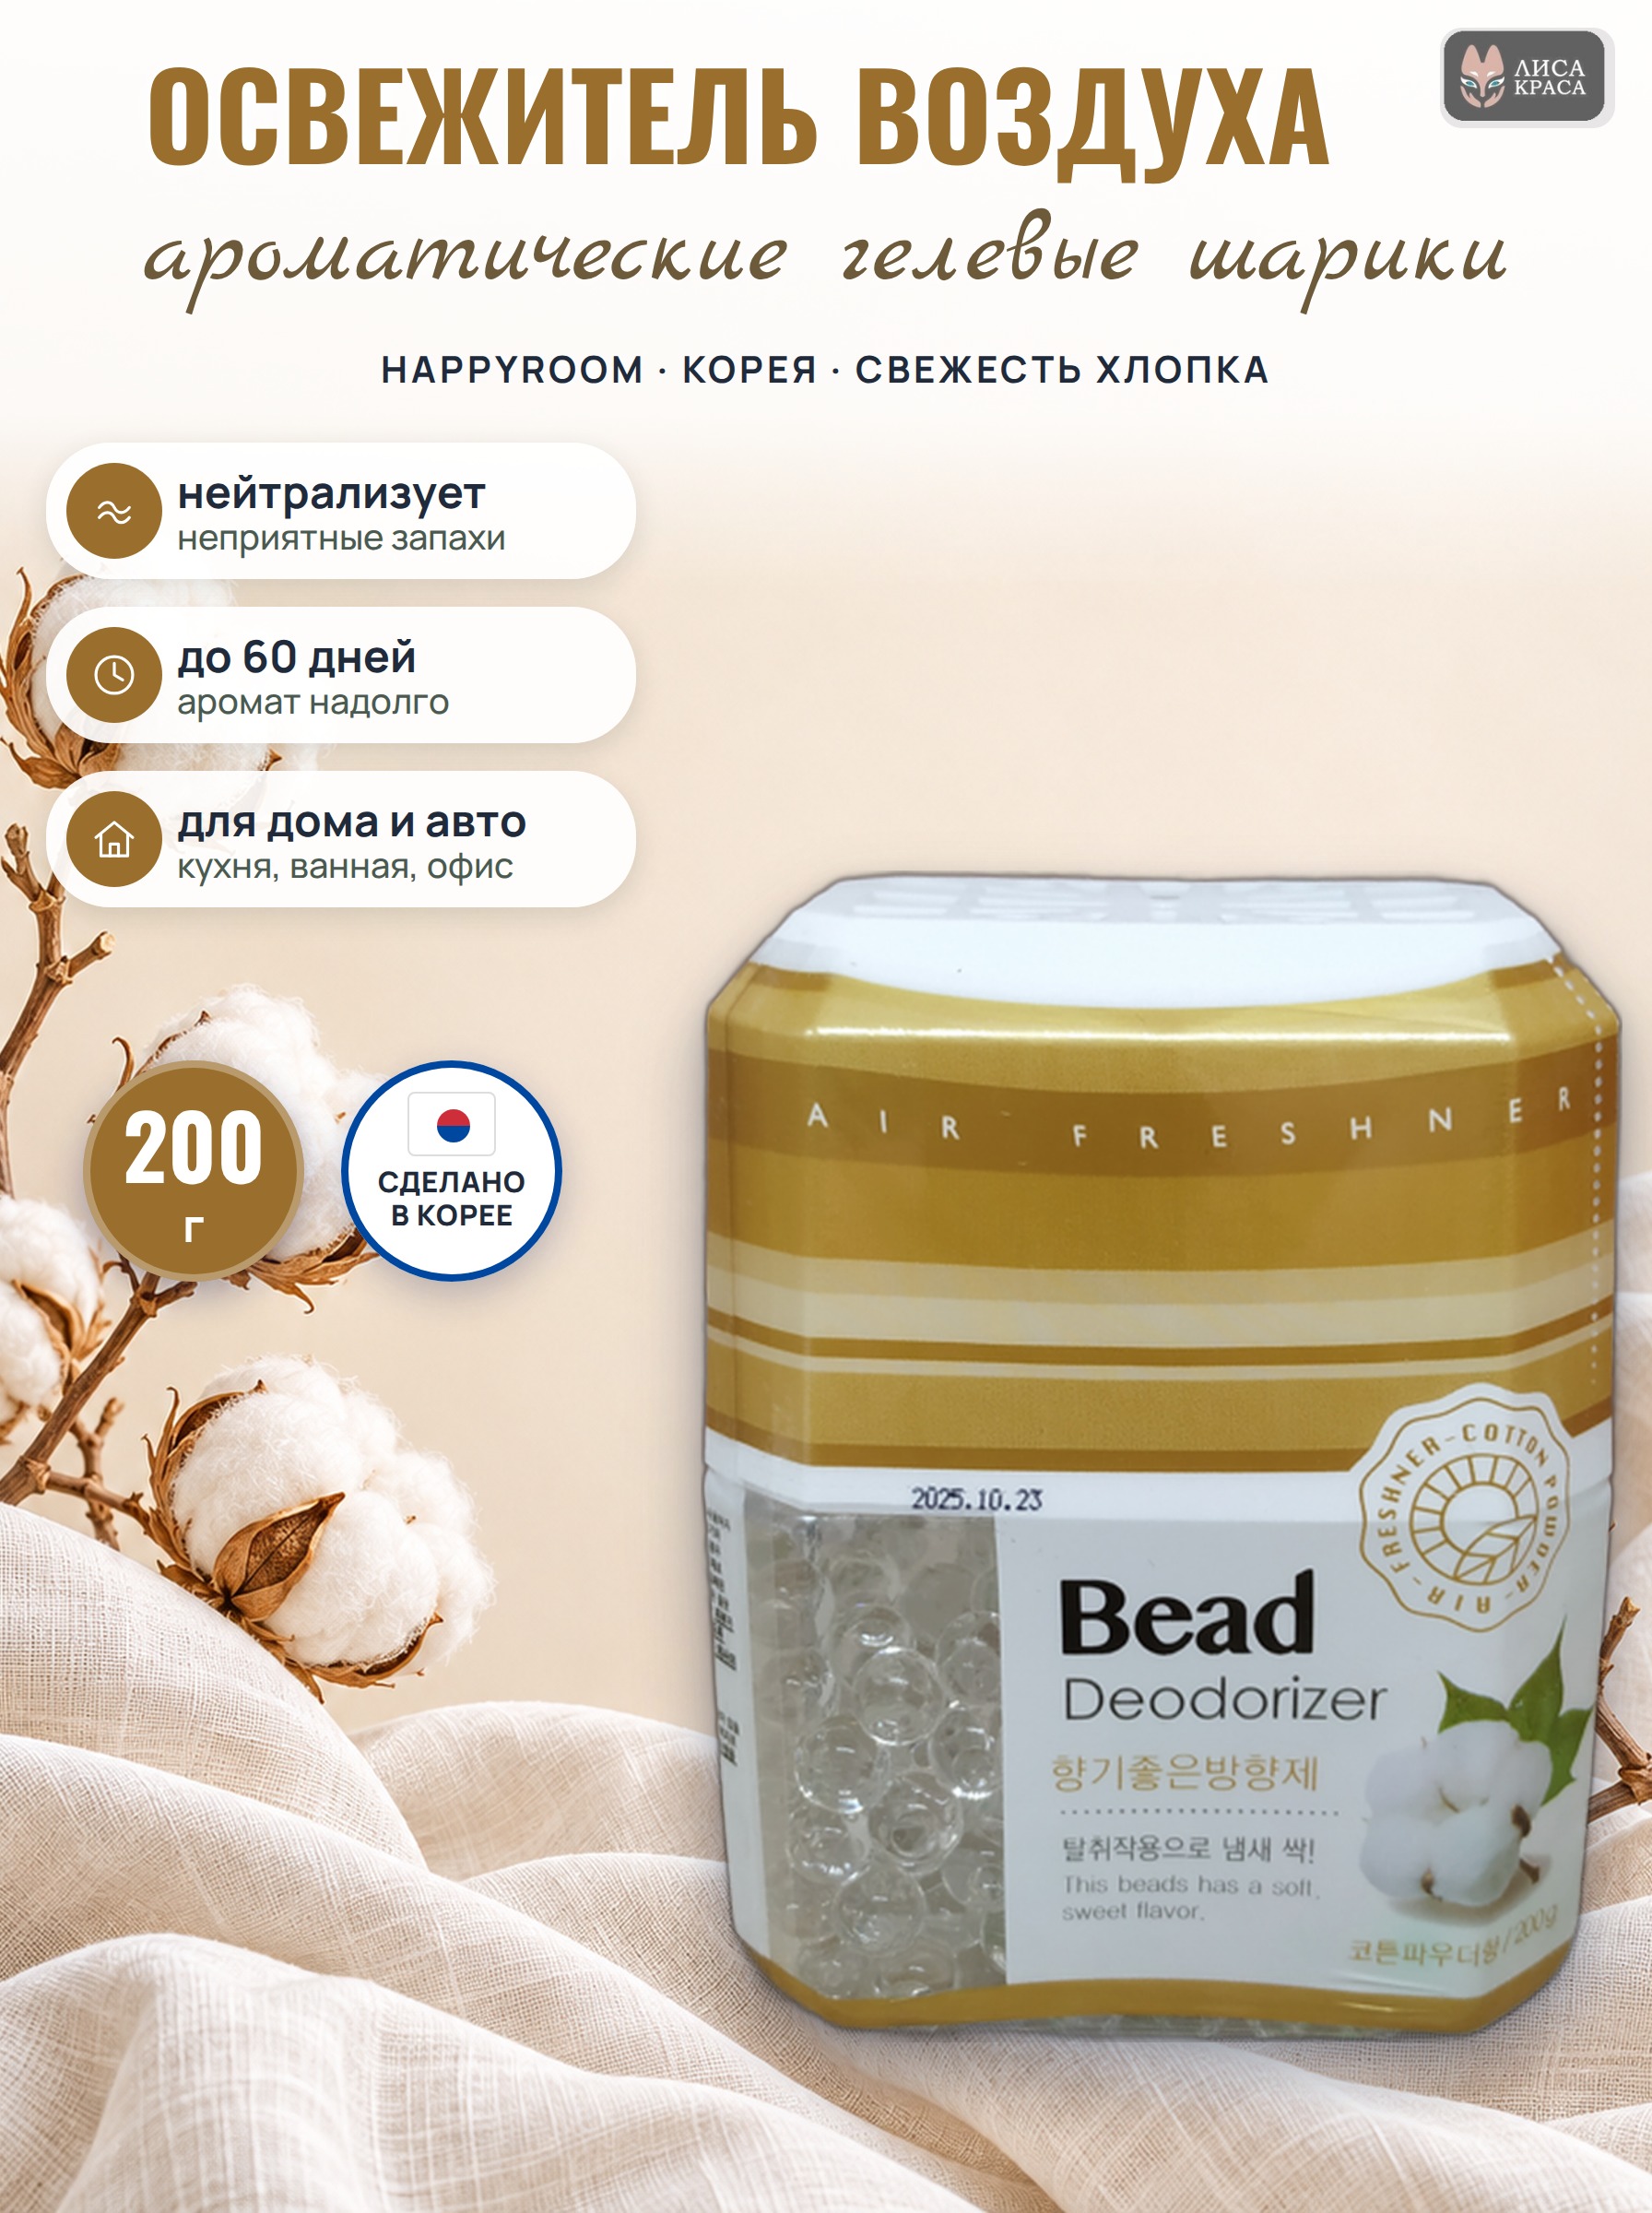 ОСВЕЖИТЕЛЬ ВОЗДУХА
ЛИСА
КРАСА
ароматические гелевые шарики
HAPPYROOM · КОРЕЯ · СВЕЖЕСТЬ ХЛОПКА
нейтрализует
неприятные запахи
до 60 дней
аромат надолго
для дома и авто
кухня, ванная, офис
200
г
СДЕЛАНО
В КОРЕЕ
AIR FRESHNER
2025.10.23
AIR-FRESHNER-COTTON POWDER-
Bead
Deodorizer
향기좋은방향제
탈취작용으로 냄새 싹!
This beads has a soft,
sweet flavor.
코튼파우더향/200g